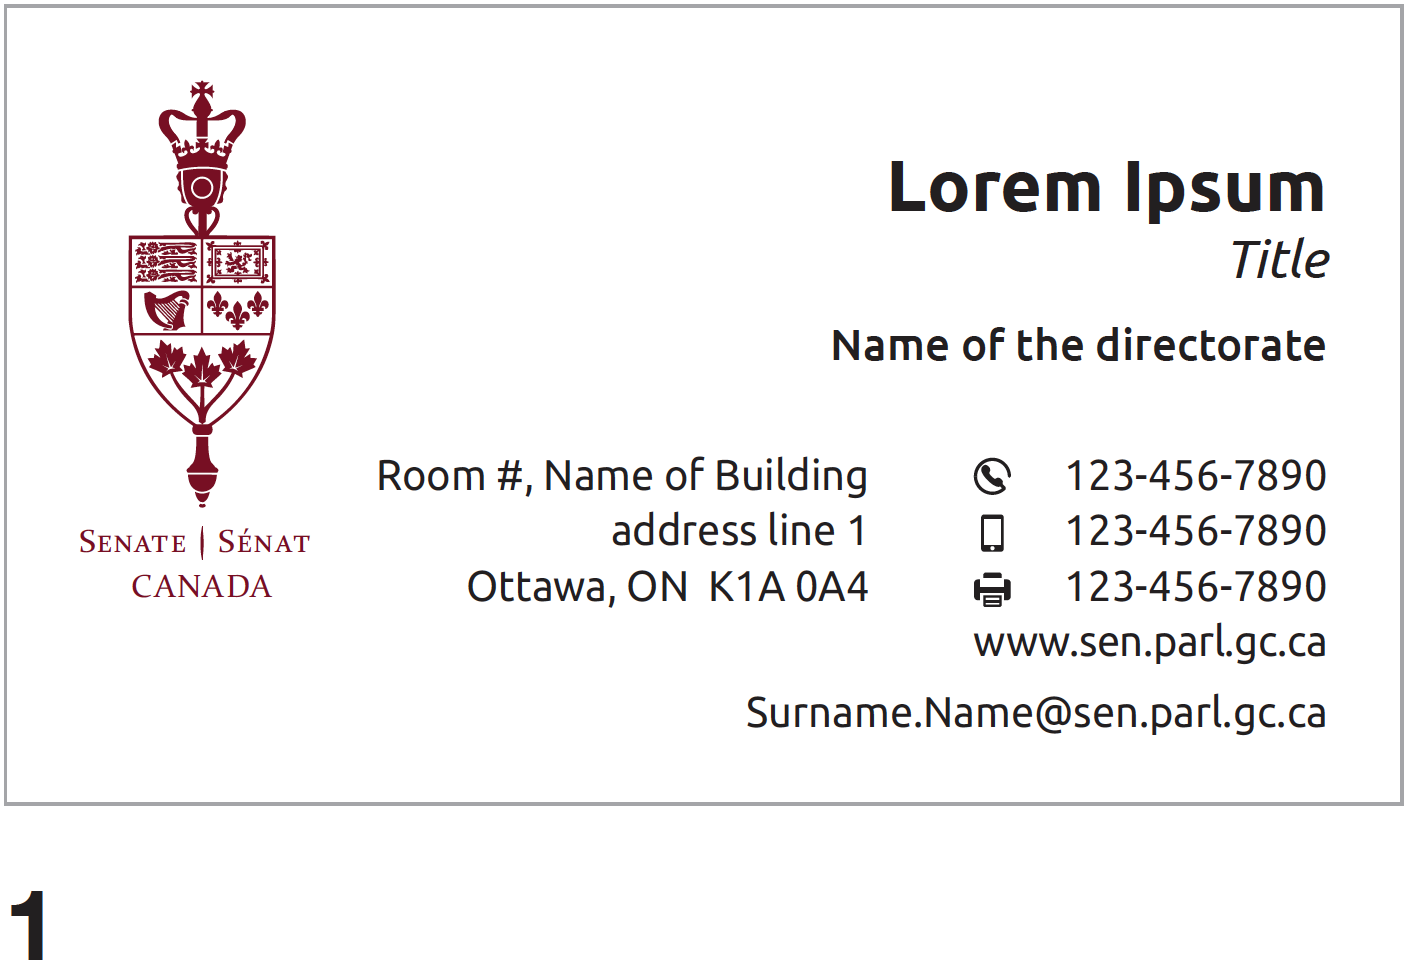 Lorem Ipsum
Title
Name of the directorate
SENATE | SÉNAT
CANADA
Room #, Name of Building
address line 1
Ottawa, ON  K1A 0A4
123-456-7890
123-456-7890
123-456-7890
www.sen.parl.gc.ca
Surname.Name@sen.parl.gc.ca
1